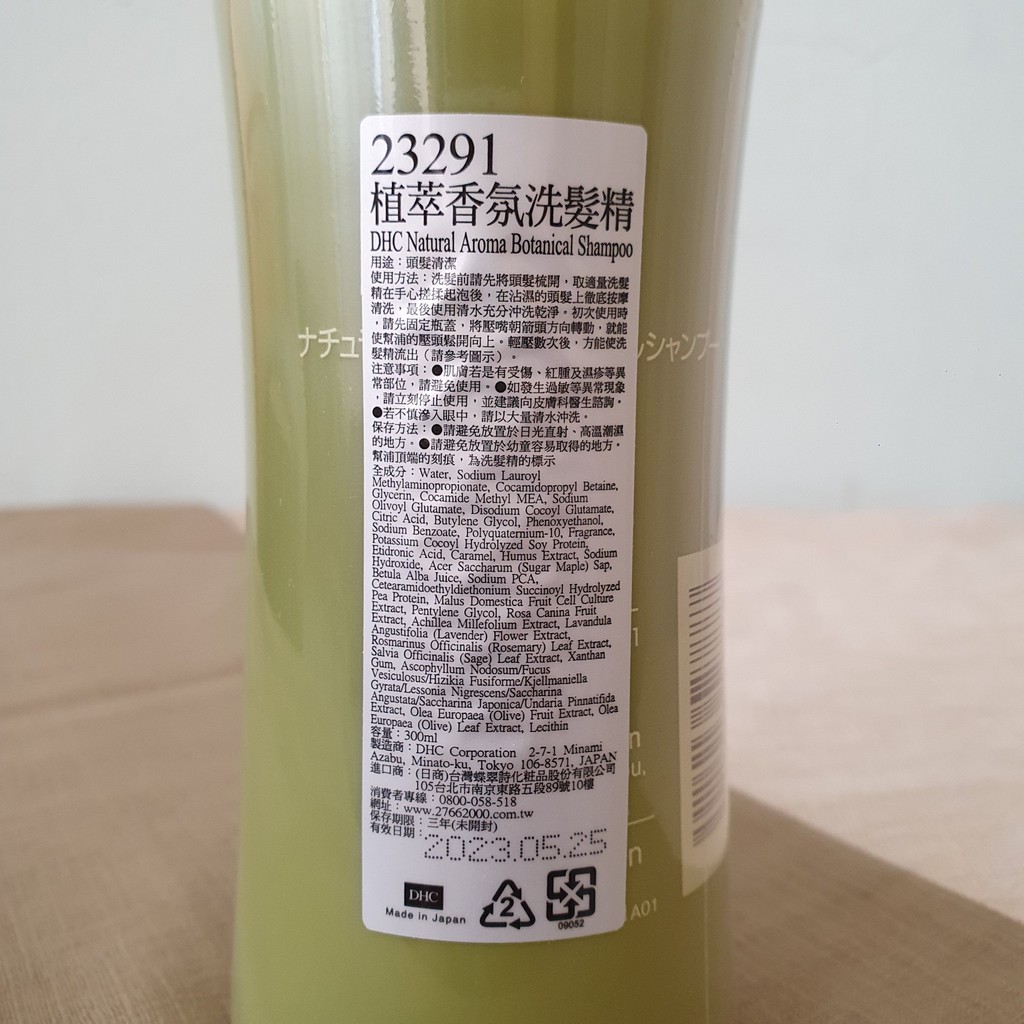 23291
植萃香氛洗髮精
DHC Natural Aroma Botanical Shampoo
用途：頭髮清潔
使用方法：洗髮前請先將頭髮梳開，取適量洗髮
精在手心搓揉起泡後，在沾濕的頭髮上徹底按摩
清洗，最後使用清水充分沖洗乾淨。初次使用時
，請先固定瓶蓋，將壓嘴朝箭頭方向轉動，就能
使幫浦的壓頭鬆開向上。輕壓數次後，方能使洗
髮精流出（請參考圖示）。
注意事項：●肌膚若是有受傷、紅腫及濕疹等異
常部位，請避免使用。●如發生過敏等異常現象
，請立刻停止使用，並建議向皮膚科醫生諮詢。
●若不慎滲入眼中，請以大量清水沖洗。
保存方法：●請避免放置於日光直射、高溫潮濕
的地方。●請避免放置於幼童容易取得的地方。
幫浦頂端的刻痕，為洗髮精的標示
全成分：Water, Sodium Lauroyl
Methylaminopropionate, Cocamidopropyl Betaine,
Glycerin, Cocamide Methyl MEA, Sodium
Olivoyl Glutamate, Disodium Cocoyl Glutamate,
Citric Acid, Butylene Glycol, Phenoxyethanol,
Sodium Benzoate, Polyquaternium-10, Fragrance,
Potassium Cocoyl Hydrolyzed Soy Protein,
Etidronic Acid, Caramel, Humus Extract, Sodium
Hydroxide, Acer Saccharum (Sugar Maple) Sap,
Betula Alba Juice, Sodium PCA,
Cetearamidoethyldiethonium Succinoyl Hydrolyzed
Pea Protein, Malus Domestica Fruit Cell Culture
Extract, Pentylene Glycol, Rosa Canina Fruit
Extract, Achillea Millefolium Extract, Lavandula
Angustifolia (Lavender) Flower Extract,
Rosmarinus Officinalis (Rosemary) Leaf Extract,
Salvia Officinalis (Sage) Leaf Extract, Xanthan
Gum, Ascophyllum Nodosum/Fucus
Vesiculosus/Hizikia Fusiforme/Kjellmaniella
Gyrata/Lessonia Nigrescens/Saccharina
Angustata/Saccharina Japonica/Undaria Pinnatifida
Extract, Olea Europaea (Olive) Fruit Extract, Olea
Europaea (Olive) Leaf Extract, Lecithin
容量：300ml
製造商：DHC Corporation 2-7-1 Minami
Azabu, Minato-ku, Tokyo 106-8571, JAPAN
進口商：(日商)台灣蝶翠詩化粧品股份有限公司
105台北市南京東路五段89號10樓
消費者專線：0800-058-518
網址：www.27662000.com.tw
保存期限：三年(未開封)
有效日期：2023.05.25
DHC
Made in Japan
2
09052
ナチュ
シャンプー
A01